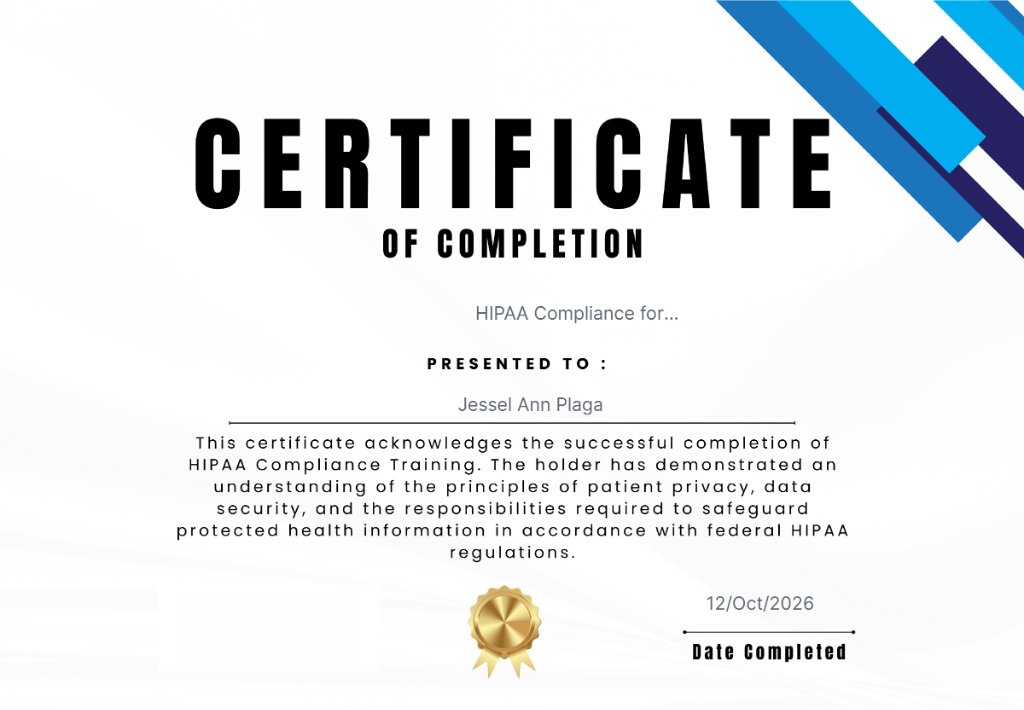 CERTIFICATE
OF COMPLETION
HIPAA Compliance for...
PRESENTED TO :
Jessel Ann Plaga
This certificate acknowledges the successful completion of
HIPAA Compliance Training. The holder has demonstrated an
understanding of the principles of patient privacy, data
security, and the responsibilities required to safeguard
protected health information in accordance with federal HIPAA
regulations.
12/Oct/2026
Date Completed